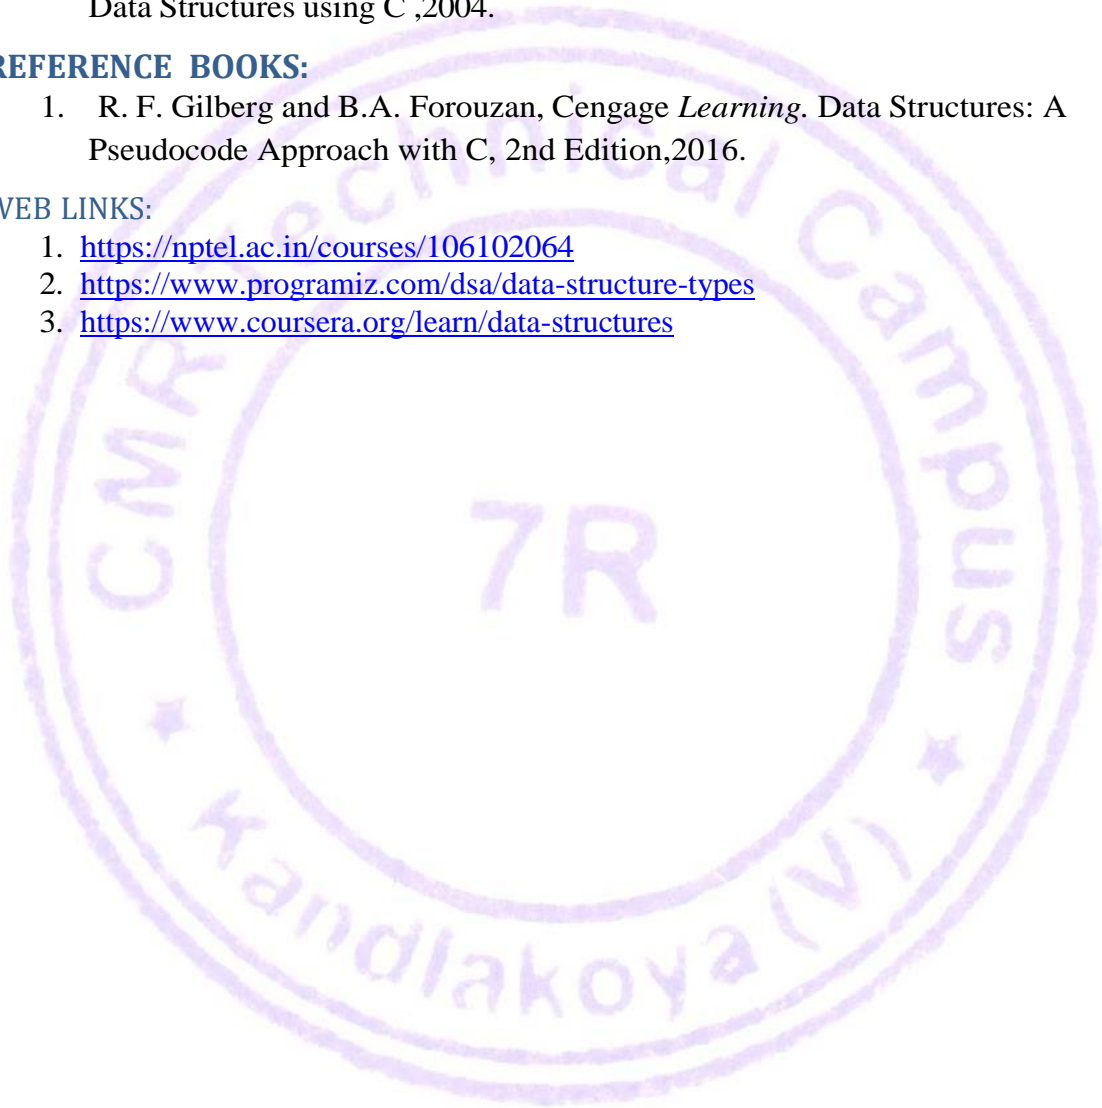 Data Structures using C ,2004.
REFERENCE BOOKS:
1. R. F. Gilberg and B.A. Forouzan, Cengage Learning. Data Structures: A
Pseudocode Approach with C, 2nd Edition,2016.
WEB LINKS:
1. https://nptel.ac.in/courses/106102064
2. https://www.programiz.com/dsa/data-structure-types
3. https://www.coursera.org/learn/data-structures
CMR Technical Campus
7R
Kandlakoya (V)